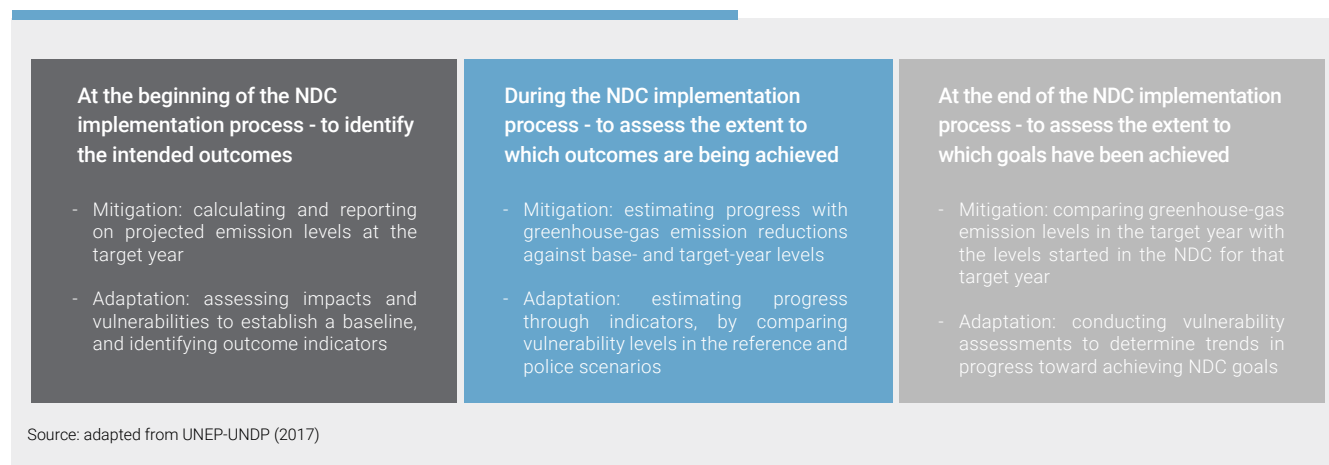 At the beginning of the NDC
implementation process - to identify
the intended outcomes
- Mitigation: calculating and reporting
on projected emission levels at the
target year
- Adaptation: assessing impacts and
vulnerabilities to establish a baseline,
and identifying outcome indicators
During the NDC implementation
process - to assess the extent to
which outcomes are being achieved
- Mitigation: estimating progress with
greenhouse-gas emission reductions
against base- and target-year levels
- Adaptation: estimating progress
through indicators, by comparing
vulnerability levels in the reference and
police scenarios
At the end of the NDC implementation
process - to assess the extent to
which goals have been achieved
- Mitigation: comparing greenhouse-gas
emission levels in the target year with
the levels started in the NDC for that
target year
- Adaptation: conducting vulnerability
assessments to determine trends in
progress toward achieving NDC goals
Source: adapted from UNEP-UNDP (2017)